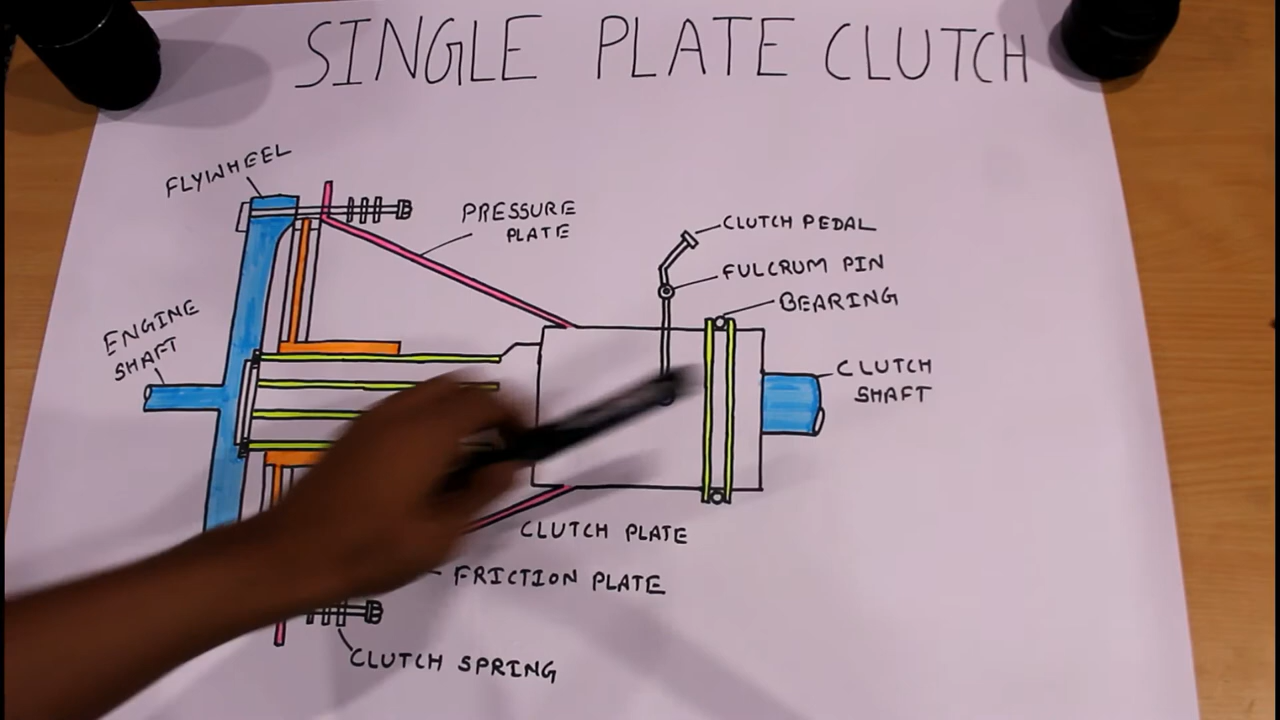 SINGLE PLATE CLUTCH
FLYWHEEL
PRESSURE
PLATE
CLUTCH PEDAL
FULCRUM PIN
BEARING
ENGINE
SHAFT
CLUTCH
SHAFT
CLUTCH PLATE
FRICTION PLATE
CLUTCH SPRING